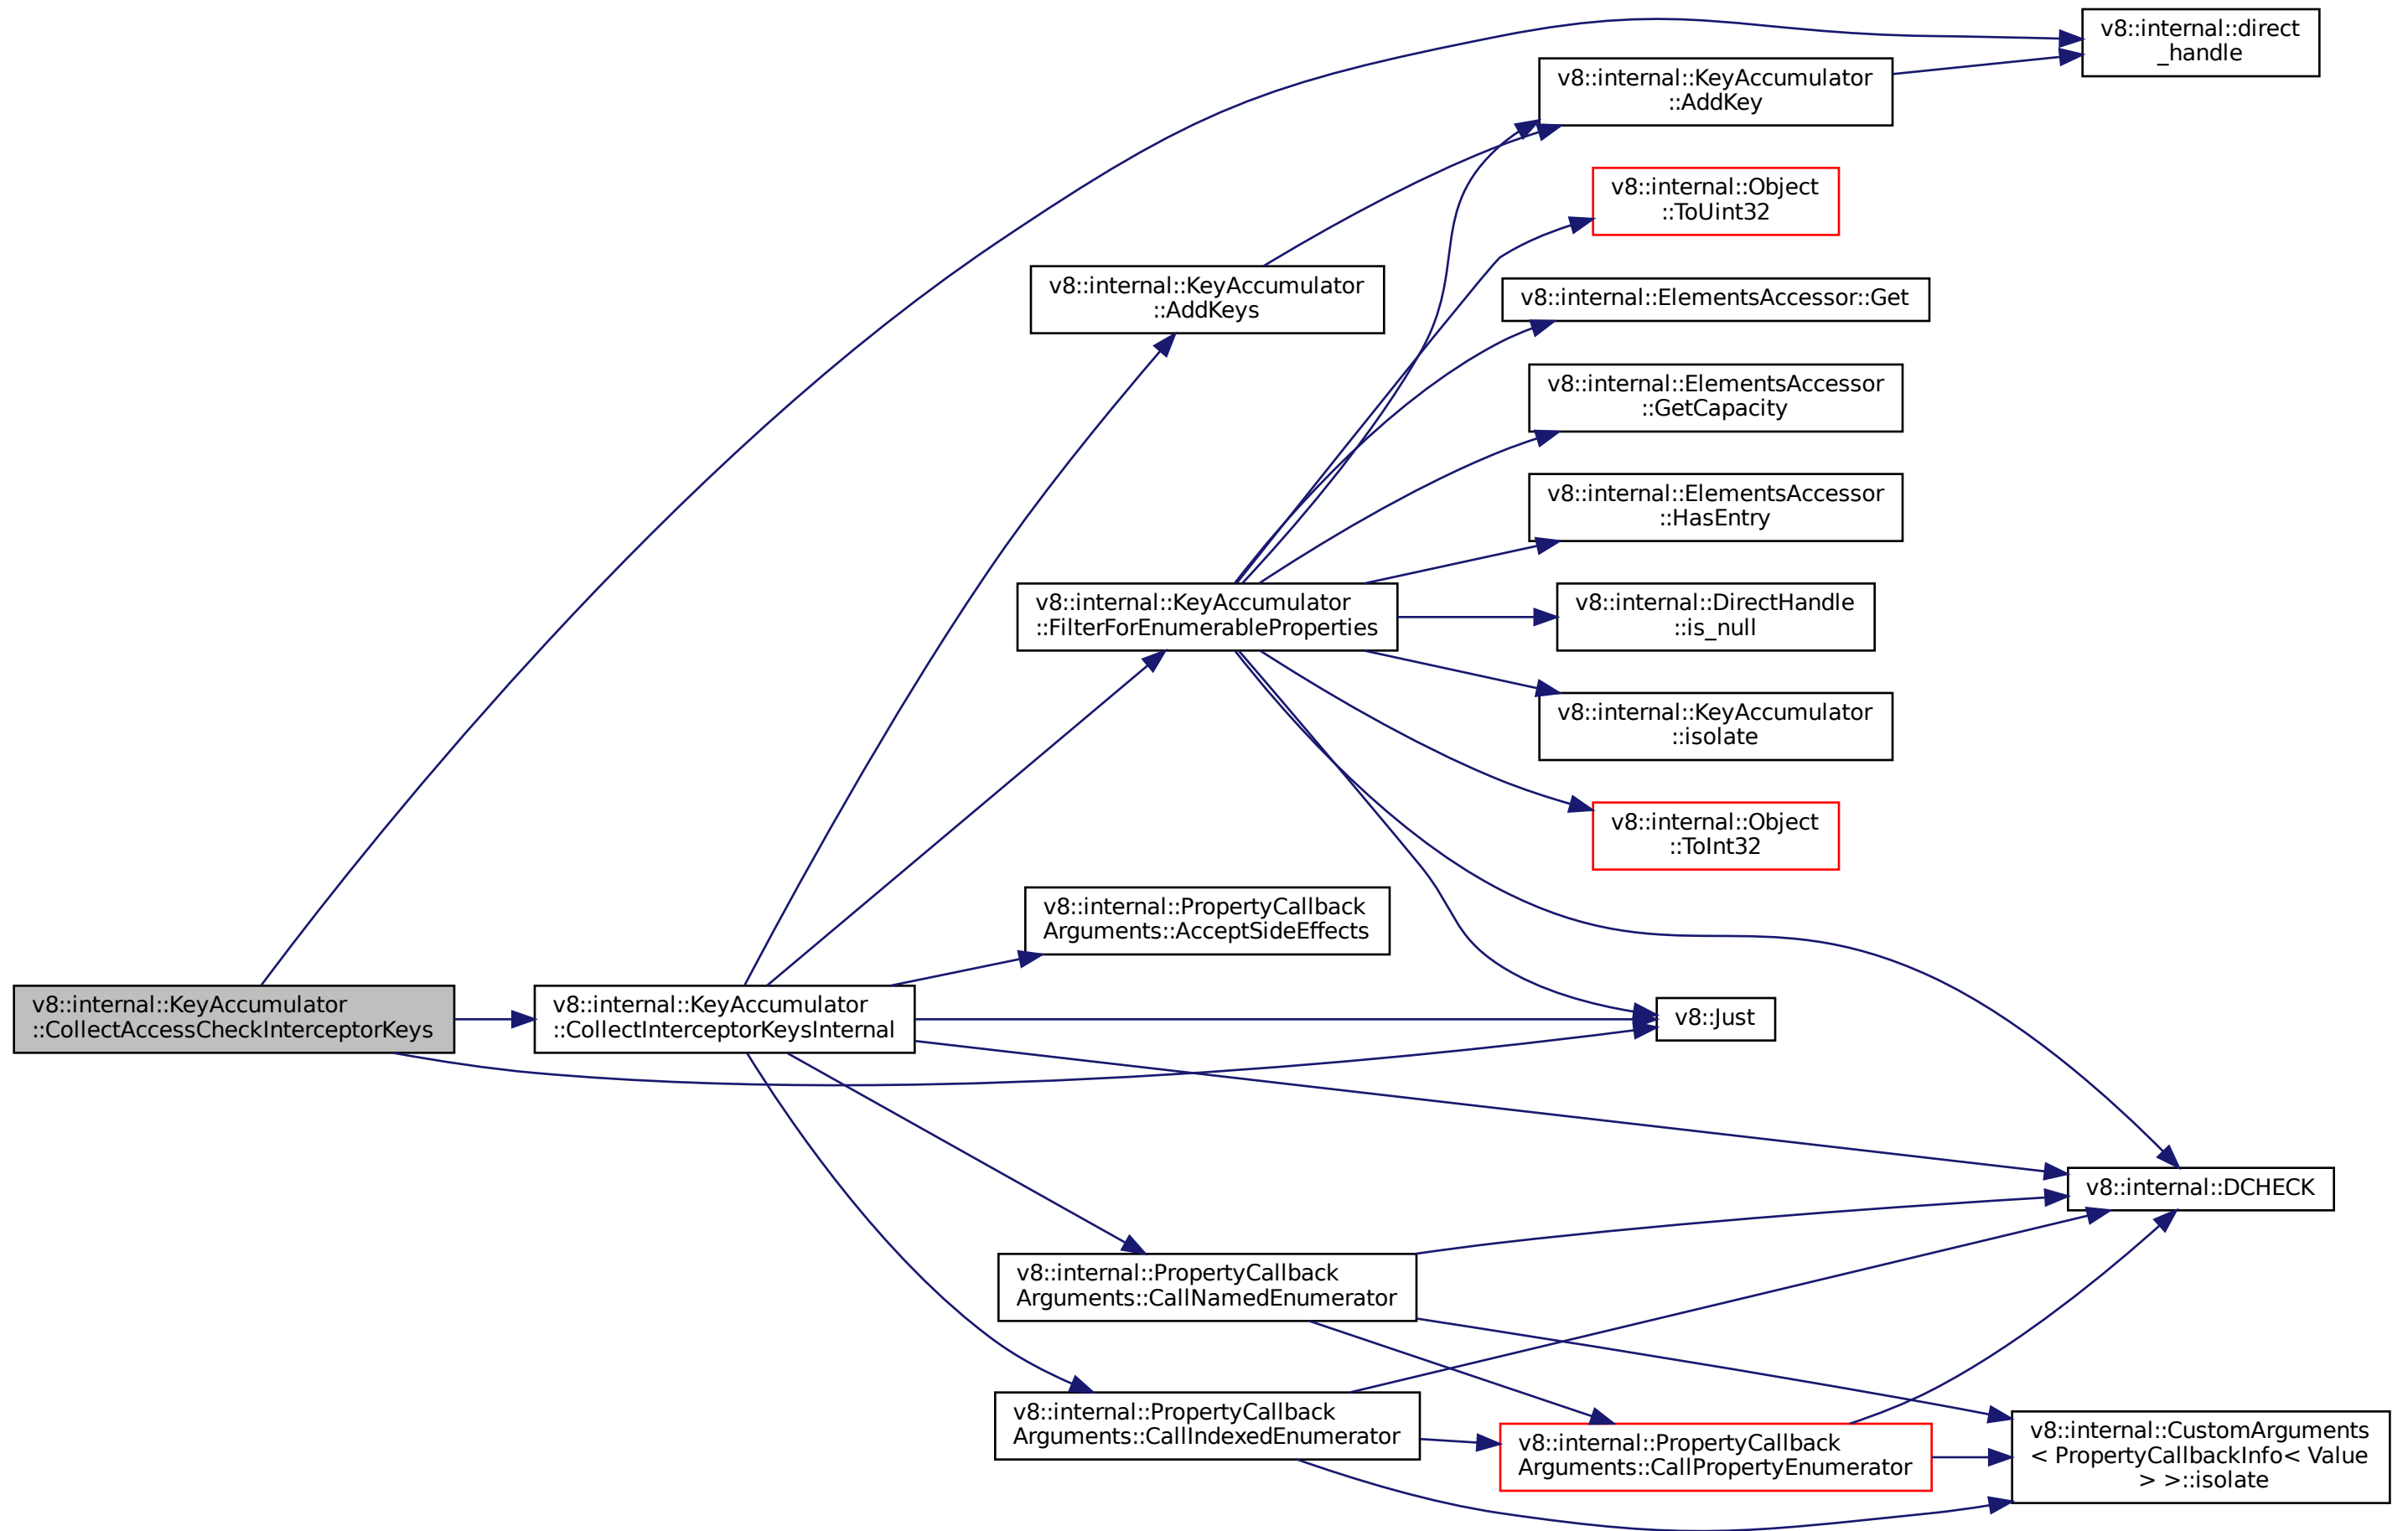 v8::internal::direct
_handle
v8::internal::KeyAccumulator
::AddKey
v8::internal::Object
::ToUint32
v8::internal::KeyAccumulator
::AddKeys
v8::internal::ElementsAccessor::Get
v8::internal::ElementsAccessor
::GetCapacity
v8::internal::ElementsAccessor
::HasEntry
v8::internal::KeyAccumulator
::FilterForEnumerableProperties
v8::internal::DirectHandle
::is_null
v8::internal::KeyAccumulator
::isolate
v8::internal::Object
::ToInt32
v8::internal::PropertyCallback
Arguments::AcceptSideEffects
v8::internal::KeyAccumulator
::CollectAccessCheckInterceptorKeys
v8::internal::KeyAccumulator
::CollectInterceptorKeysInternal
v8::Just
v8::internal::DCHECK
v8::internal::PropertyCallback
Arguments::CallNamedEnumerator
v8::internal::PropertyCallback
Arguments::CallIndexedEnumerator
v8::internal::PropertyCallback
Arguments::CallPropertyEnumerator
v8::internal::CustomArguments
< PropertyCallbackInfo< Value
> >::isolate